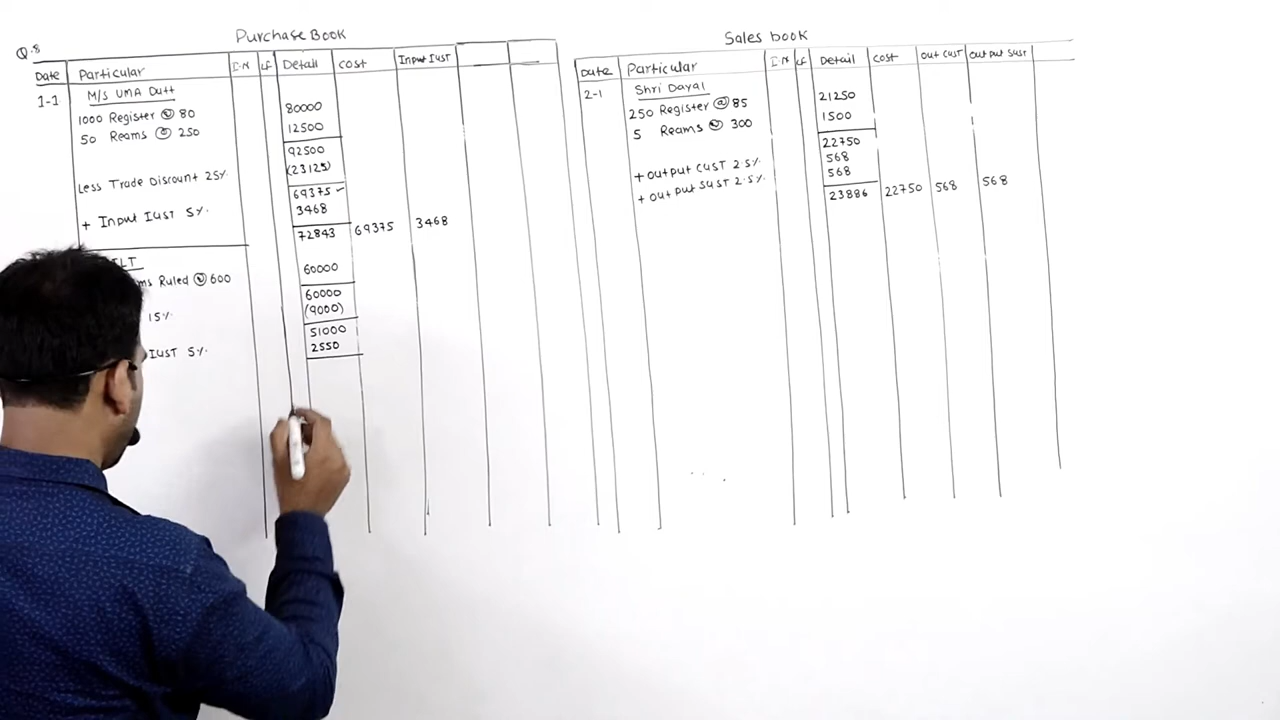 Q.8
Purchase Book
Date Particular I.N LF Detail cost Input IGST
1-1 M/S UMA Dutt
1000 Register @ 80 80000
50 Reams @ 250 12500
92500
Less Trade Discount 25% (23125)
69375
+ Input IGST 5% 3468
72843 69375 3468
Ruled @ 600 60000
60000
15% (9000)
51000
IGST 5% 2550
Sales book
Date Particular I.N LF Detail cost out CGST out put SGST
2-1 Shri Dayal
250 Register @ 85 21250
5 Reams @ 300 1500
22750
+ output CGST 2.5% 568
+ out put SGST 2.5% 568
23886 22750 568 568